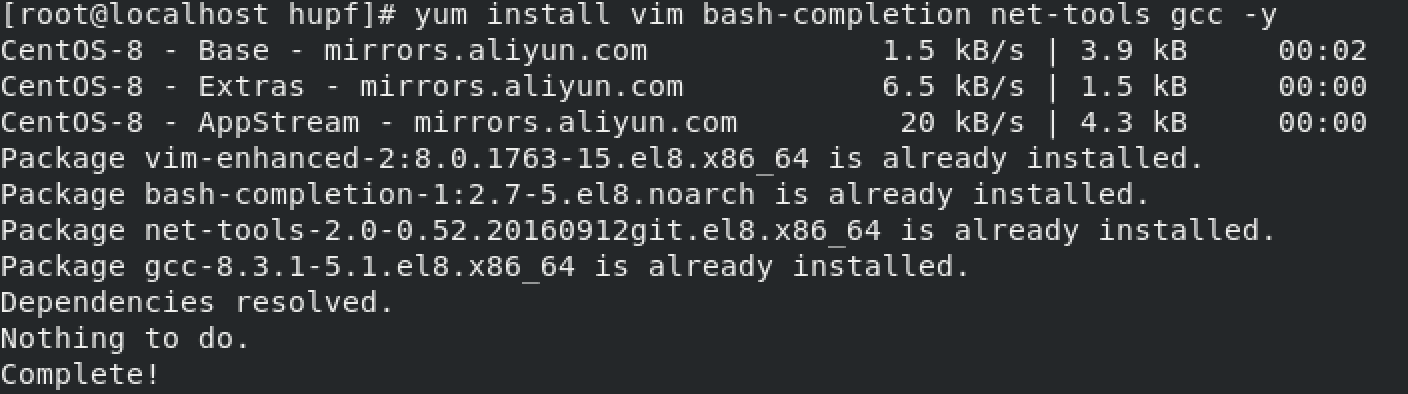 [root@localhost hupf]# yum install vim bash-completion net-tools gcc -y
CentOS-8 - Base - mirrors.aliyun.com 1.5 kB/s | 3.9 kB 00:02
CentOS-8 - Extras - mirrors.aliyun.com 6.5 kB/s | 1.5 kB 00:00
CentOS-8 - AppStream - mirrors.aliyun.com 20 kB/s | 4.3 kB 00:00
Package vim-enhanced-2:8.0.1763-15.el8.x86_64 is already installed.
Package bash-completion-1:2.7-5.el8.noarch is already installed.
Package net-tools-2.0-0.52.20160912git.el8.x86_64 is already installed.
Package gcc-8.3.1-5.1.el8.x86_64 is already installed.
Dependencies resolved.
Nothing to do.
Complete!